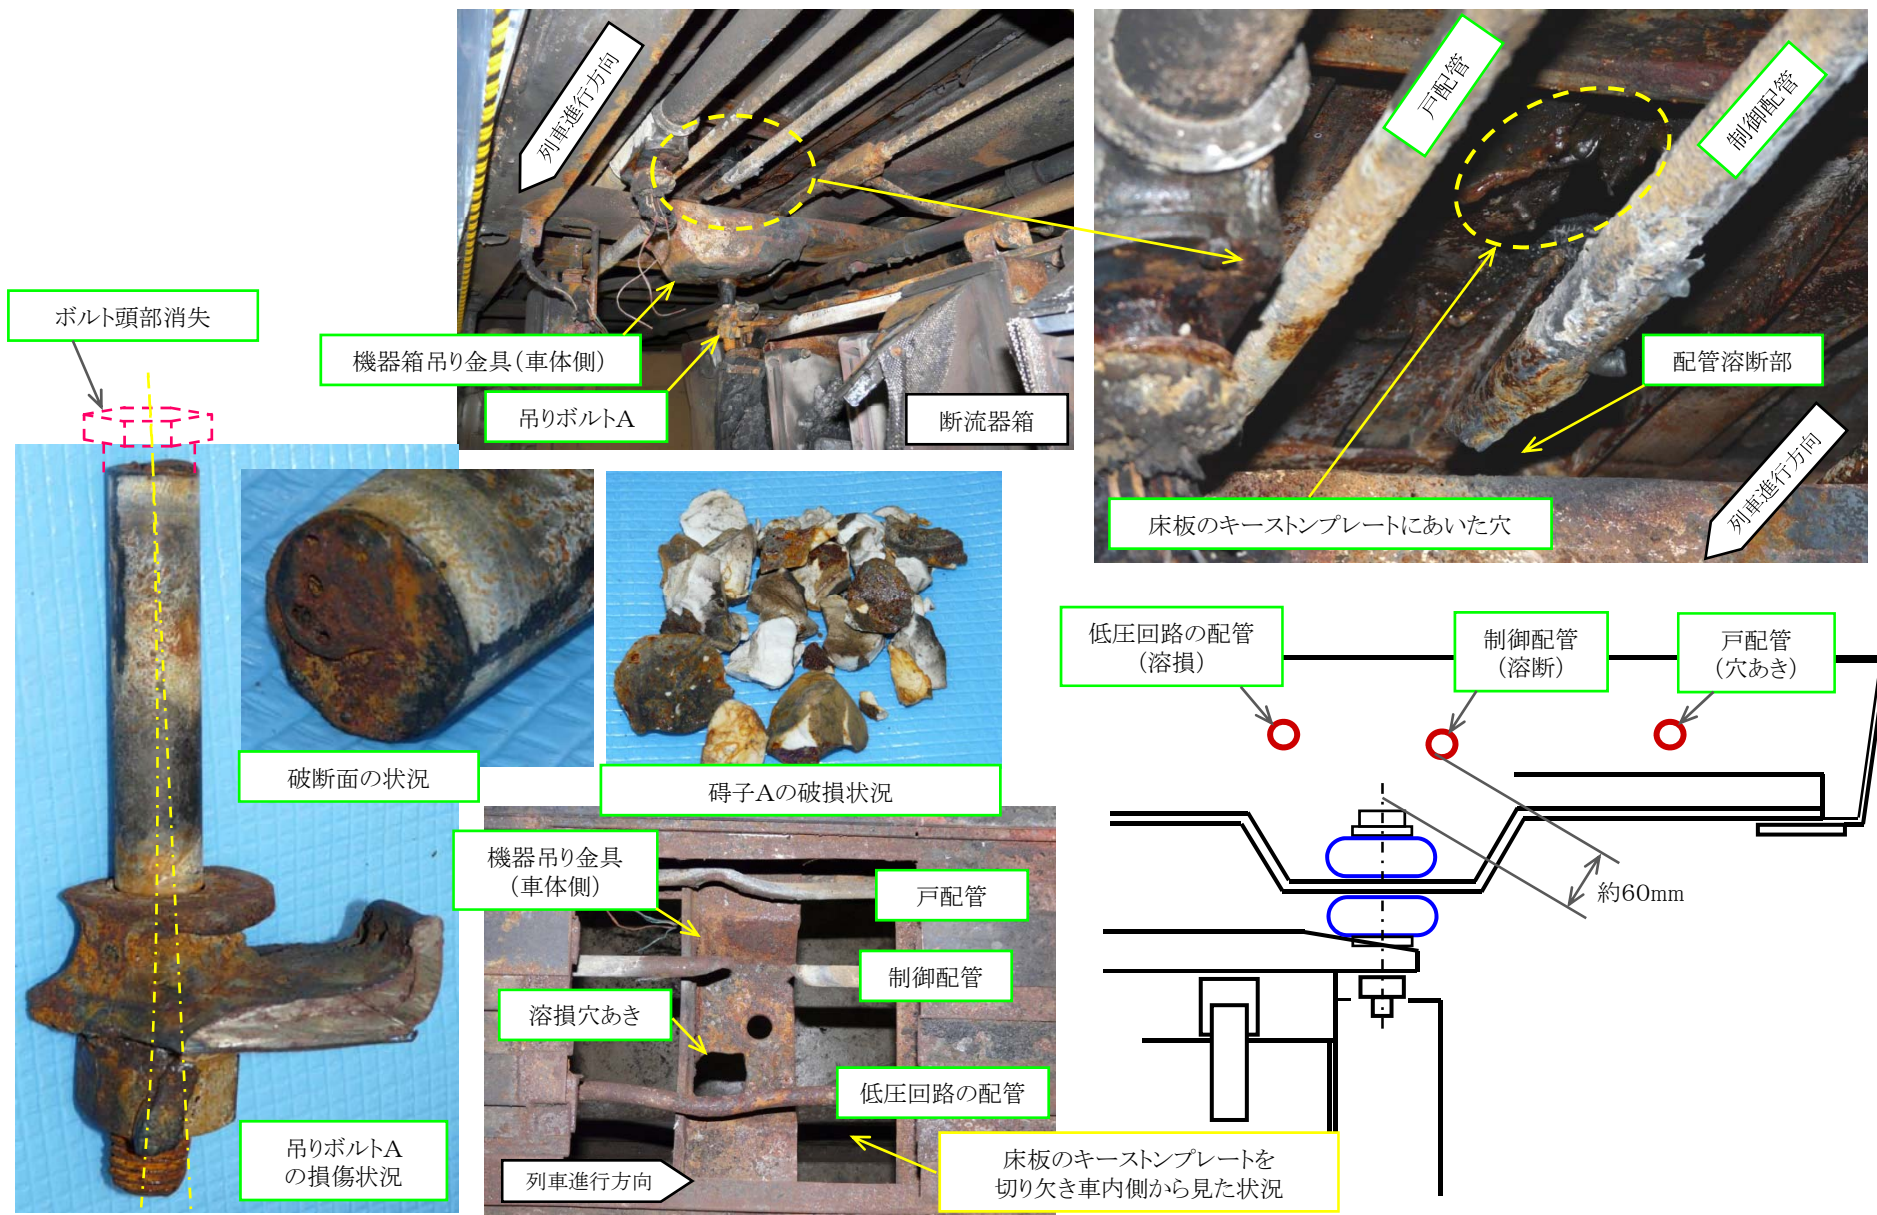 列車進行方向
機器箱吊り金具(車体側)
吊りボルトA
断流器箱
戸配管
制御配管
配管溶断部
列車進行方向
床板のキーストンプレートにあいた穴
ボルト頭部消失
破断面の状況
碍子Aの破損状況
吊りボルトA
の損傷状況
機器吊り金具
(車体側)
戸配管
制御配管
溶損穴あき
低圧回路の配管
列車進行方向
床板のキーストンプレートを
切り欠き車内側から見た状況
低圧回路の配管
(溶損)
制御配管
(溶断)
戸配管
(穴あき)
約60mm